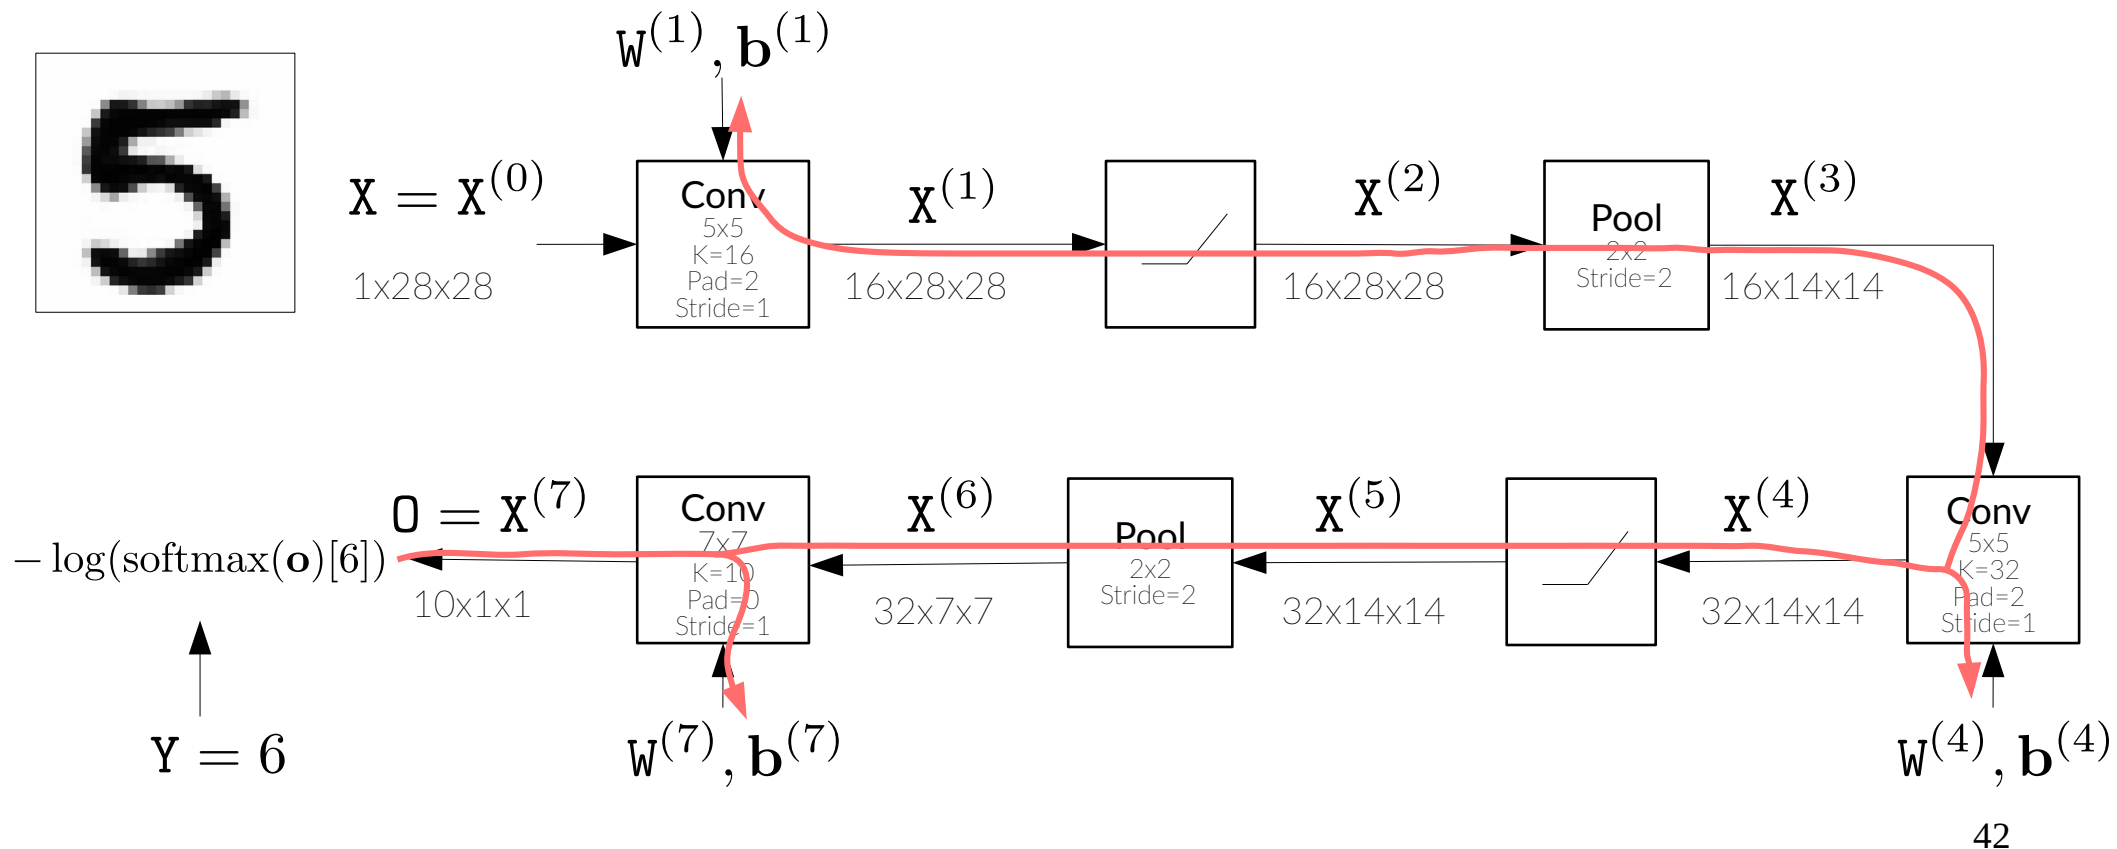 W^(1), b^(1)
X = X^(0)
1x28x28
Conv
5x5
K=16
Pad=2
Stride=1
X^(1)
16x28x28
X^(2)
16x28x28
Pool
2x2
Stride=2
X^(3)
16x14x14
− log(softmax(o)[6])
Y = 6
O = X^(7)
10x1x1
Conv
7x7
K=10
Pad=0
Stride=1
W^(7), b^(7)
X^(6)
32x7x7
Pool
2x2
Stride=2
X^(5)
32x14x14
X^(4)
32x14x14
Conv
5x5
K=32
Pad=2
Stride=1
W^(4), b^(4)
5
42